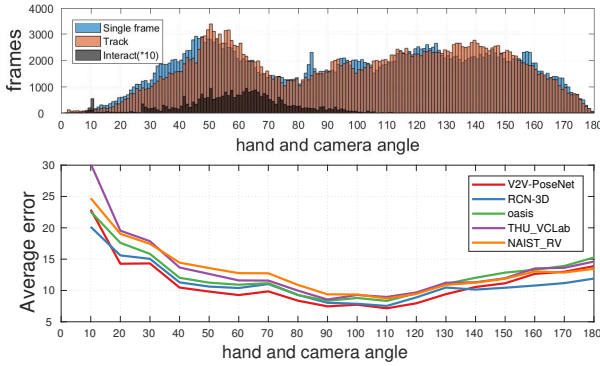 4000
3000
2000
1000
0
frames
Single frame
Track
Interact(*10)
0 10 20 30 40 50 60 70 80 90 100 110 120 130 140 150 160 170 180
hand and camera angle
30
25
20
15
10
5
Average error
V2V-PoseNet
RCN-3D
oasis
THU_VCLab
NAIST_RV
0 10 20 30 40 50 60 70 80 90 100 110 120 130 140 150 160 170 180
hand and camera angle